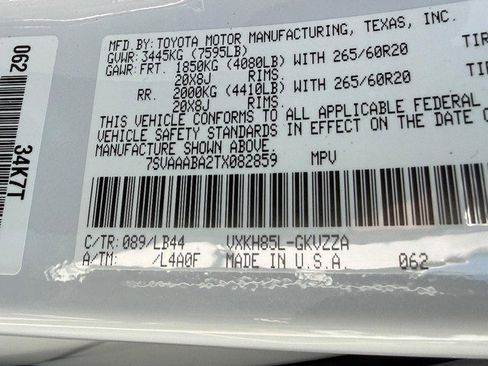 MFD.BY: TOYOTA MOTOR MANUFACTURING, TEXAS, INC.
GVWR: 3445KG (7595LB)
GAWR: FRT. 1850KG (4080LB) WITH 265/60R20 TIR
20X8J RIMS.
RR. 2000KG (4410LB) WITH 265/60R20 TIR
20X8J RIMS.
THIS VEHICLE CONFORMS TO ALL APPLICABLE FEDERAL
VEHICLE SAFETY STANDARDS IN EFFECT ON THE DATE O
MANUFACTURE SHOWN ABOVE.
7SVAAABA2TX082859 MPV
C/TR: 089/LB44 VXKH85L-GKVZZA
A/TM: /L4A0F MADE IN U.S.A. 062
062 34K7T